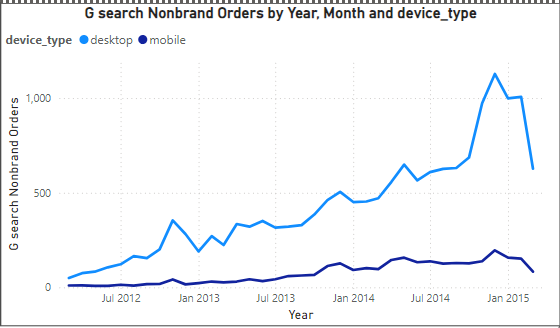 G search Nonbrand Orders by Year, Month and device_type
device_type desktop mobile
G search Nonbrand Orders
1,000
500
0
Jul 2012 Jan 2013 Jul 2013 Jan 2014 Jul 2014 Jan 2015
Year